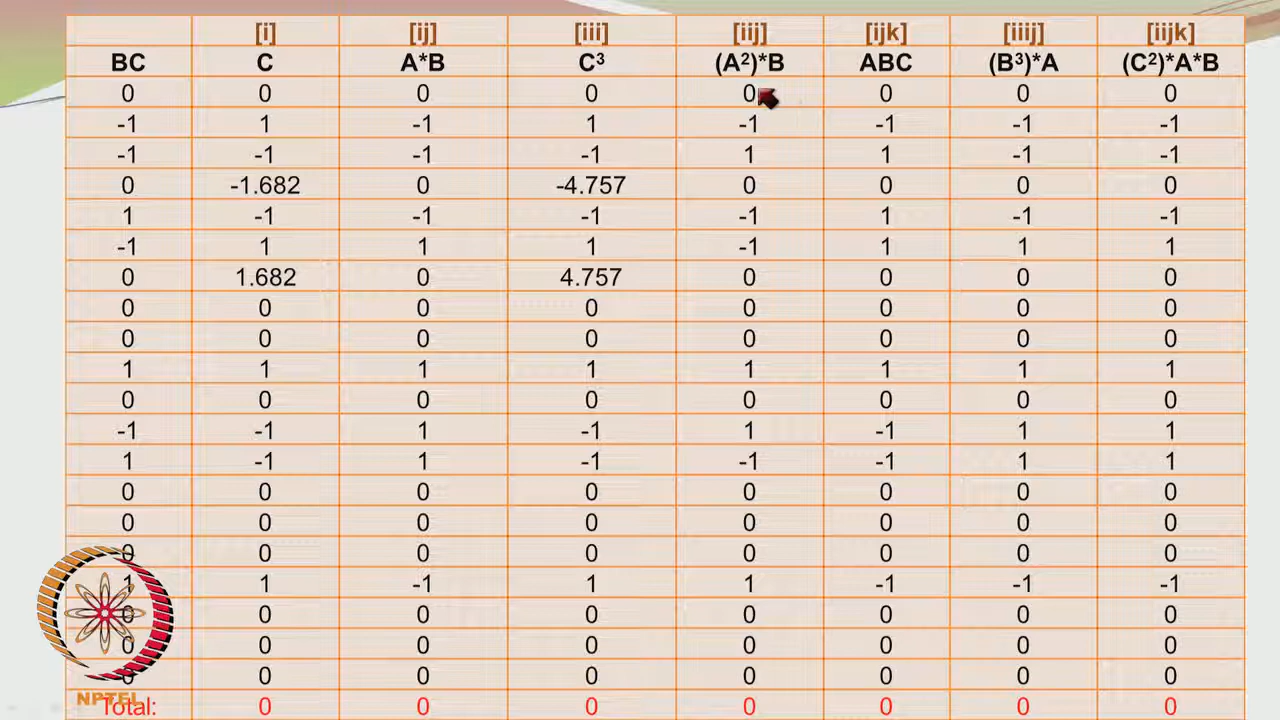 [i] [ij] [iii] [iij] [ijk] [iiij] [iijk]
BC C A*B C³ (A²)*B ABC (B³)*A (C²)*A*B
0 0 0 0 0 0 0 0
-1 1 -1 1 -1 -1 -1 -1
-1 -1 -1 -1 1 1 -1 -1
0 -1.682 0 -4.757 0 0 0 0
1 -1 -1 -1 -1 1 -1 -1
-1 1 1 1 -1 1 1 1
0 1.682 0 4.757 0 0 0 0
0 0 0 0 0 0 0 0
0 0 0 0 0 0 0 0
1 1 1 1 1 1 1 1
0 0 0 0 0 0 0 0
-1 -1 1 -1 1 -1 1 1
1 -1 1 -1 -1 -1 1 1
0 0 0 0 0 0 0 0
0 0 0 0 0 0 0 0
0 0 0 0 0 0 0 0
1 1 -1 1 1 -1 -1 -1
0 0 0 0 0 0 0 0
0 0 0 0 0 0 0 0
0 0 0 0 0 0 0 0
Total: 0 0 0 0 0 0 0
NPTEL